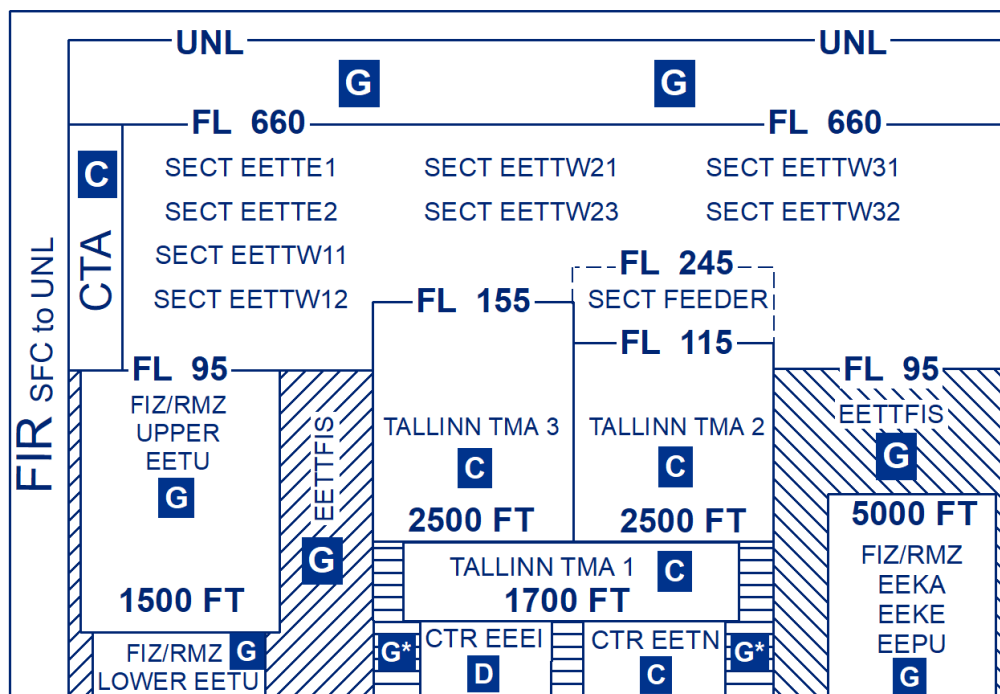 UNL UNL
G G
FL 660 FL 660
C
CTA
FIR SFC to UNL
SECT EETTE1 SECT EETTW21 SECT EETTW31
SECT EETTE2 SECT EETTW23 SECT EETTW32
SECT EETTW11
SECT EETTW12
FL 245
SECT FEEDER
FL 155
FL 115
FL 95
FIZ/RMZ
UPPER
EETU
G
1500 FT
FIZ/RMZ G
LOWER EETU
EETTFIS
G
TALLINN TMA 3
C
2500 FT
TALLINN TMA 2
C
2500 FT
TALLINN TMA 1 C
1700 FT
G*
CTR EEEI
D
CTR EETN
C
G*
FL 95
EETTFIS
G
5000 FT
FIZ/RMZ
EEKA
EEKE
EEPU
G